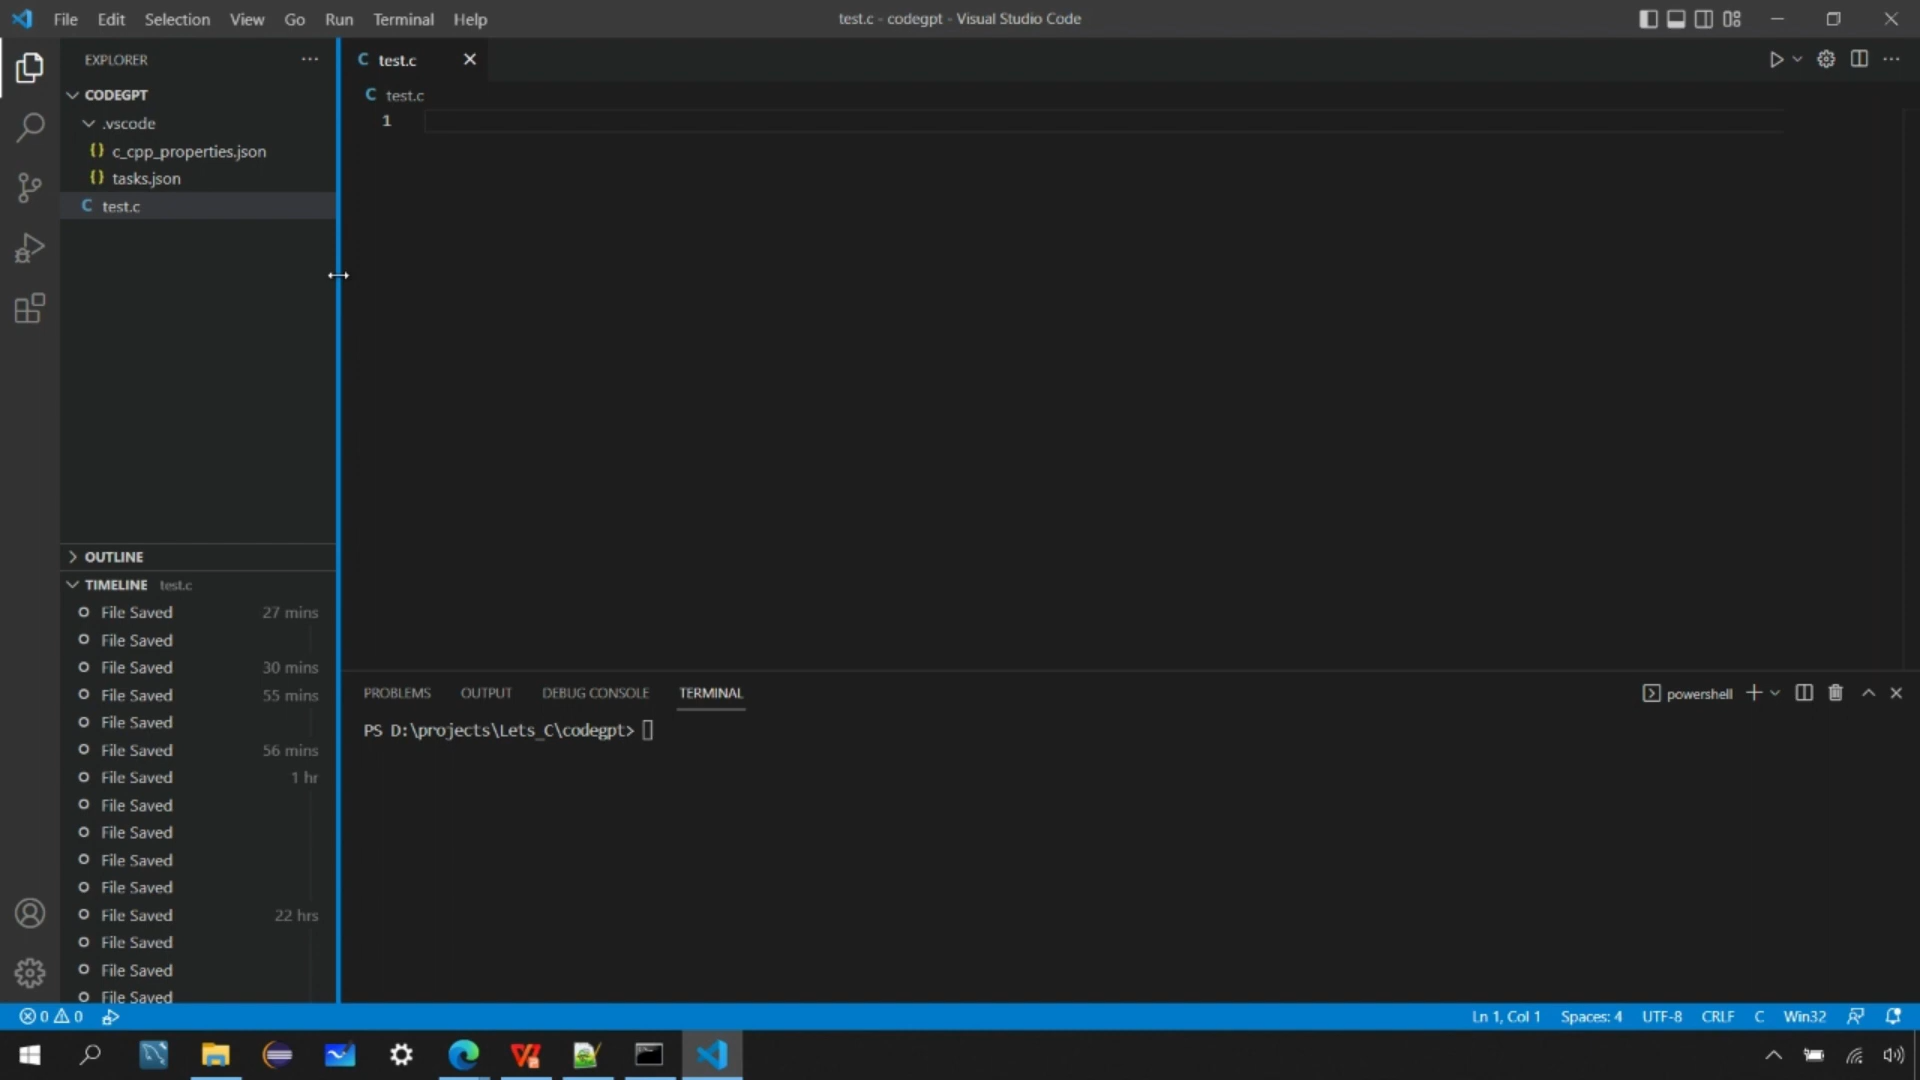 File Edit Selection View Go Run Terminal Help
test.c - codegpt - Visual Studio Code
EXPLORER
CODEGPT
.vscode
{} c_cpp_properties.json
{} tasks.json
C test.c
OUTLINE
TIMELINE test.c
File Saved 27 mins
File Saved
File Saved 30 mins
File Saved 55 mins
File Saved
File Saved 56 mins
File Saved 1 hr
File Saved
File Saved
File Saved
File Saved
File Saved 22 hrs
File Saved
File Saved
File Saved
C test.c
C test.c
1
PROBLEMS OUTPUT DEBUG CONSOLE TERMINAL
powershell
PS D:\projects\Lets_C\codegpt>
0 0
Ln 1, Col 1 Spaces: 4 UTF-8 CRLF C Win32